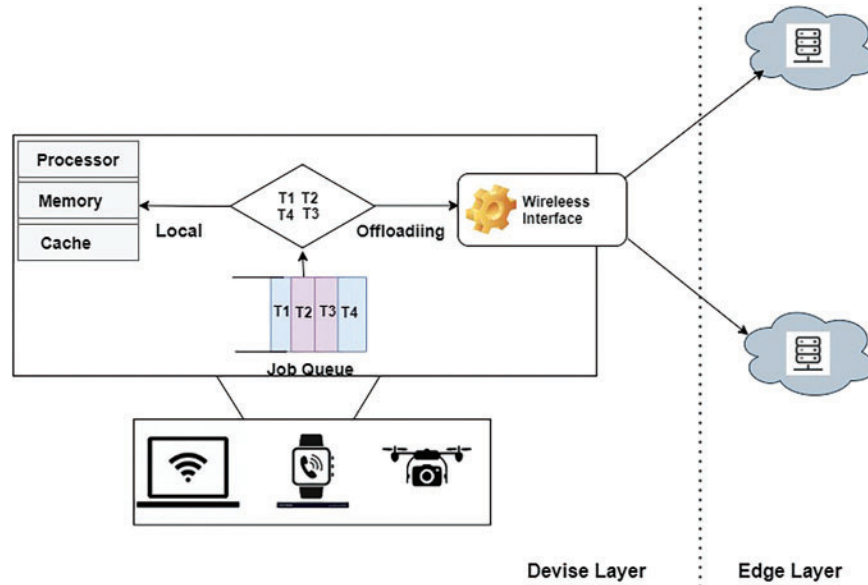 Processor
Memory
Cache
Local
T1 T2
T4 T3
Offloadiing
Wireleess
Interface
T1 T2 T3 T4
Job Queue
Devise Layer
Edge Layer